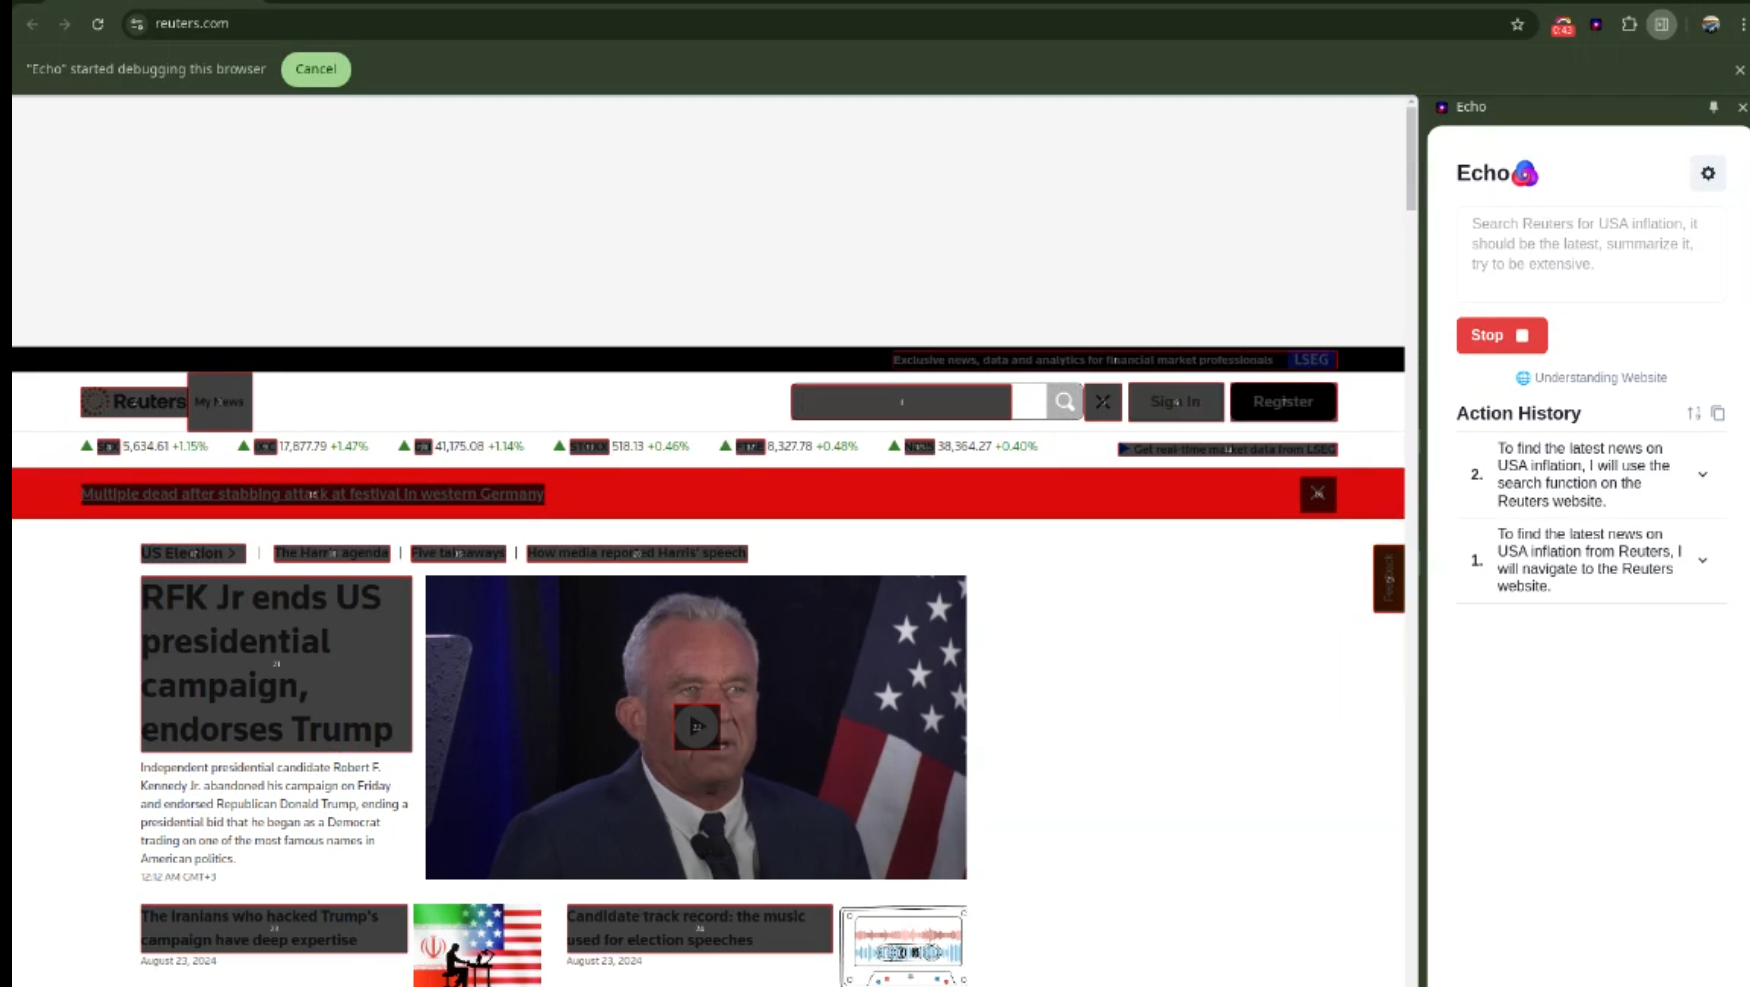 reuters.com
0:43
"Echo" started debugging this browser
Cancel
Echo
Echo
Search Reuters for USA inflation, it
should be the latest, summarize it,
try to be extensive.
Stop
Understanding Website
Action History
2.
To find the latest news on
USA inflation, I will use the
search function on the
Reuters website.
1.
To find the latest news on
USA inflation from Reuters, I
will navigate to the Reuters
website.
Exclusive news, data and analytics for financial market professionals LSEG
Reuters
My News
Sign In
Register
5,634.61 +1.15%
17,877.79 +1.47%
41,175.08 +1.14%
STOXX 518.13 +0.46%
8,327.78 +0.48%
38,364.27 +0.40%
Get real-time market data from LSEG
Multiple dead after stabbing attack at festival in western Germany
US Election > | The Harris agenda | Five takeaways | How media reported Harris' speech
Feedback
RFK Jr ends US
presidential
campaign,
endorses Trump
21
22
Independent presidential candidate Robert F.
Kennedy Jr. abandoned his campaign on Friday
and endorsed Republican Donald Trump, ending a
presidential bid that he began as a Democrat
trading on one of the most famous names in
American politics.
12:12 AM GMT+3
The Iranians who hacked Trump's
campaign have deep expertise
August 23, 2024
Candidate track record: the music
used for election speeches
August 23, 2024